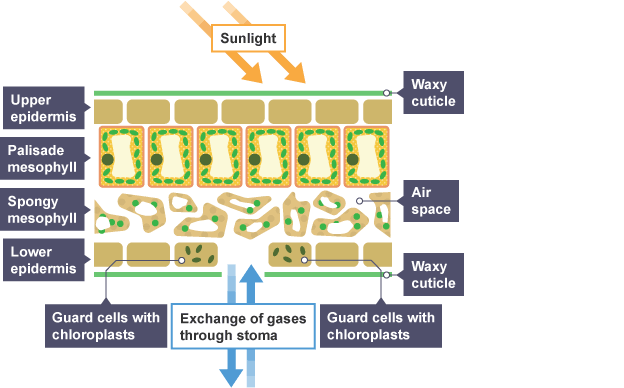 Sunlight
Waxy
cuticle
Upper
epidermis
Palisade
mesophyll
Spongy
mesophyll
Air
space
Lower
epidermis
Waxy
cuticle
Guard cells with
chloroplasts
Exchange of gases
through stoma
Guard cells with
chloroplasts